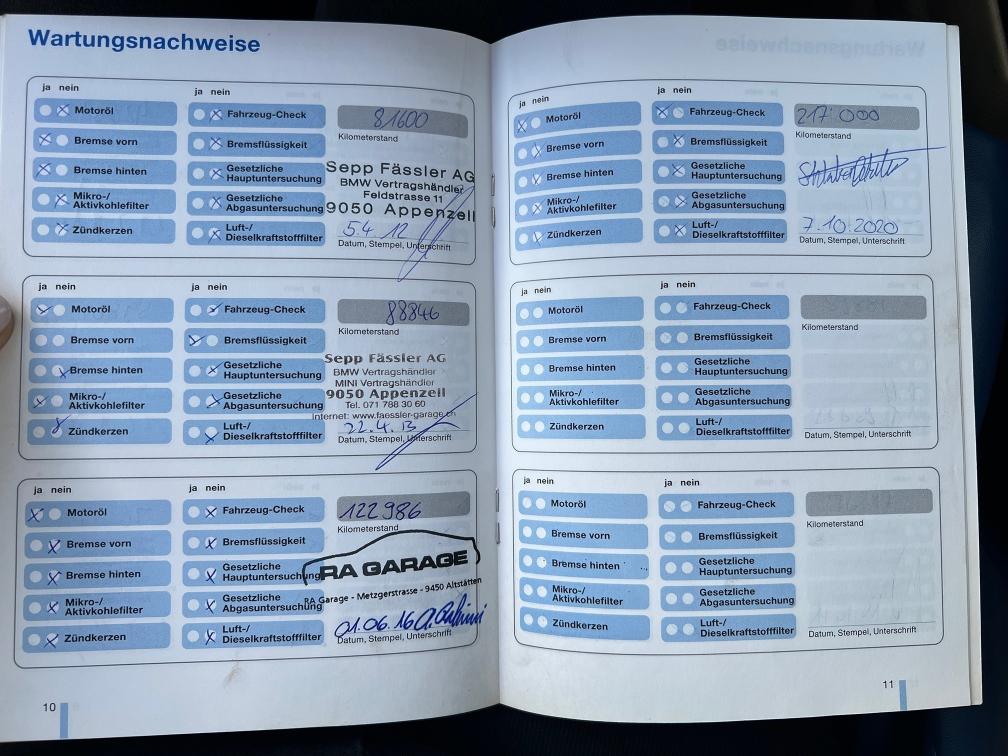 Wartungsnachweise
ja nein
Motoröl
Bremse vorn
Bremse hinten
Mikro-/
Aktivkohlefilter
Zündkerzen
ja nein
Fahrzeug-Check
Bremsflüssigkeit
Gesetzliche
Hauptuntersuchung
Gesetzliche
Abgasuntersuchung
Luft-/
Dieselkraftstofffilter
81600
Kilometerstand
Sepp Fässler AG
BMW Vertragshändler
Feldstrasse 11
9050 Appenzell
5.4.12
Datum, Stempel, Unterschrift
ja nein
Motoröl
Bremse vorn
Bremse hinten
Mikro-/
Aktivkohlefilter
Zündkerzen
ja nein
Fahrzeug-Check
Bremsflüssigkeit
Gesetzliche
Hauptuntersuchung
Gesetzliche
Abgasuntersuchung
Luft-/
Dieselkraftstofffilter
88846
Kilometerstand
Sepp Fässler AG
BMW Vertragshändler
MINI Vertragshändler
9050 Appenzell
Tel. 071 788 30 60
Internet: www.faessler-garage.ch
22.4.13
Datum, Stempel, Unterschrift
ja nein
Motoröl
Bremse vorn
Bremse hinten
Mikro-/
Aktivkohlefilter
Zündkerzen
ja nein
Fahrzeug-Check
Bremsflüssigkeit
Gesetzliche
Hauptuntersuchung
Gesetzliche
Abgasuntersuchung
Luft-/
Dieselkraftstofffilter
122986
Kilometerstand
RA GARAGE
RA Garage - Metzgerstrasse - 9450 Altstätten
01.06.16
Datum, Stempel, Unterschrift
10
ja nein
Motoröl
Bremse vorn
Bremse hinten
Mikro-/
Aktivkohlefilter
Zündkerzen
ja nein
Fahrzeug-Check
Bremsflüssigkeit
Gesetzliche
Hauptuntersuchung
Gesetzliche
Abgasuntersuchung
Luft-/
Dieselkraftstofffilter
217'000
Kilometerstand
7.10.2020
Datum, Stempel, Unterschrift
ja nein
Motoröl
Bremse vorn
Bremse hinten
Mikro-/
Aktivkohlefilter
Zündkerzen
ja nein
Fahrzeug-Check
Bremsflüssigkeit
Gesetzliche
Hauptuntersuchung
Gesetzliche
Abgasuntersuchung
Luft-/
Dieselkraftstofffilter
Kilometerstand
Datum, Stempel, Unterschrift
ja nein
Motoröl
Bremse vorn
Bremse hinten
Mikro-/
Aktivkohlefilter
Zündkerzen
ja nein
Fahrzeug-Check
Bremsflüssigkeit
Gesetzliche
Hauptuntersuchung
Gesetzliche
Abgasuntersuchung
Luft-/
Dieselkraftstofffilter
Kilometerstand
Datum, Stempel, Unterschrift
11